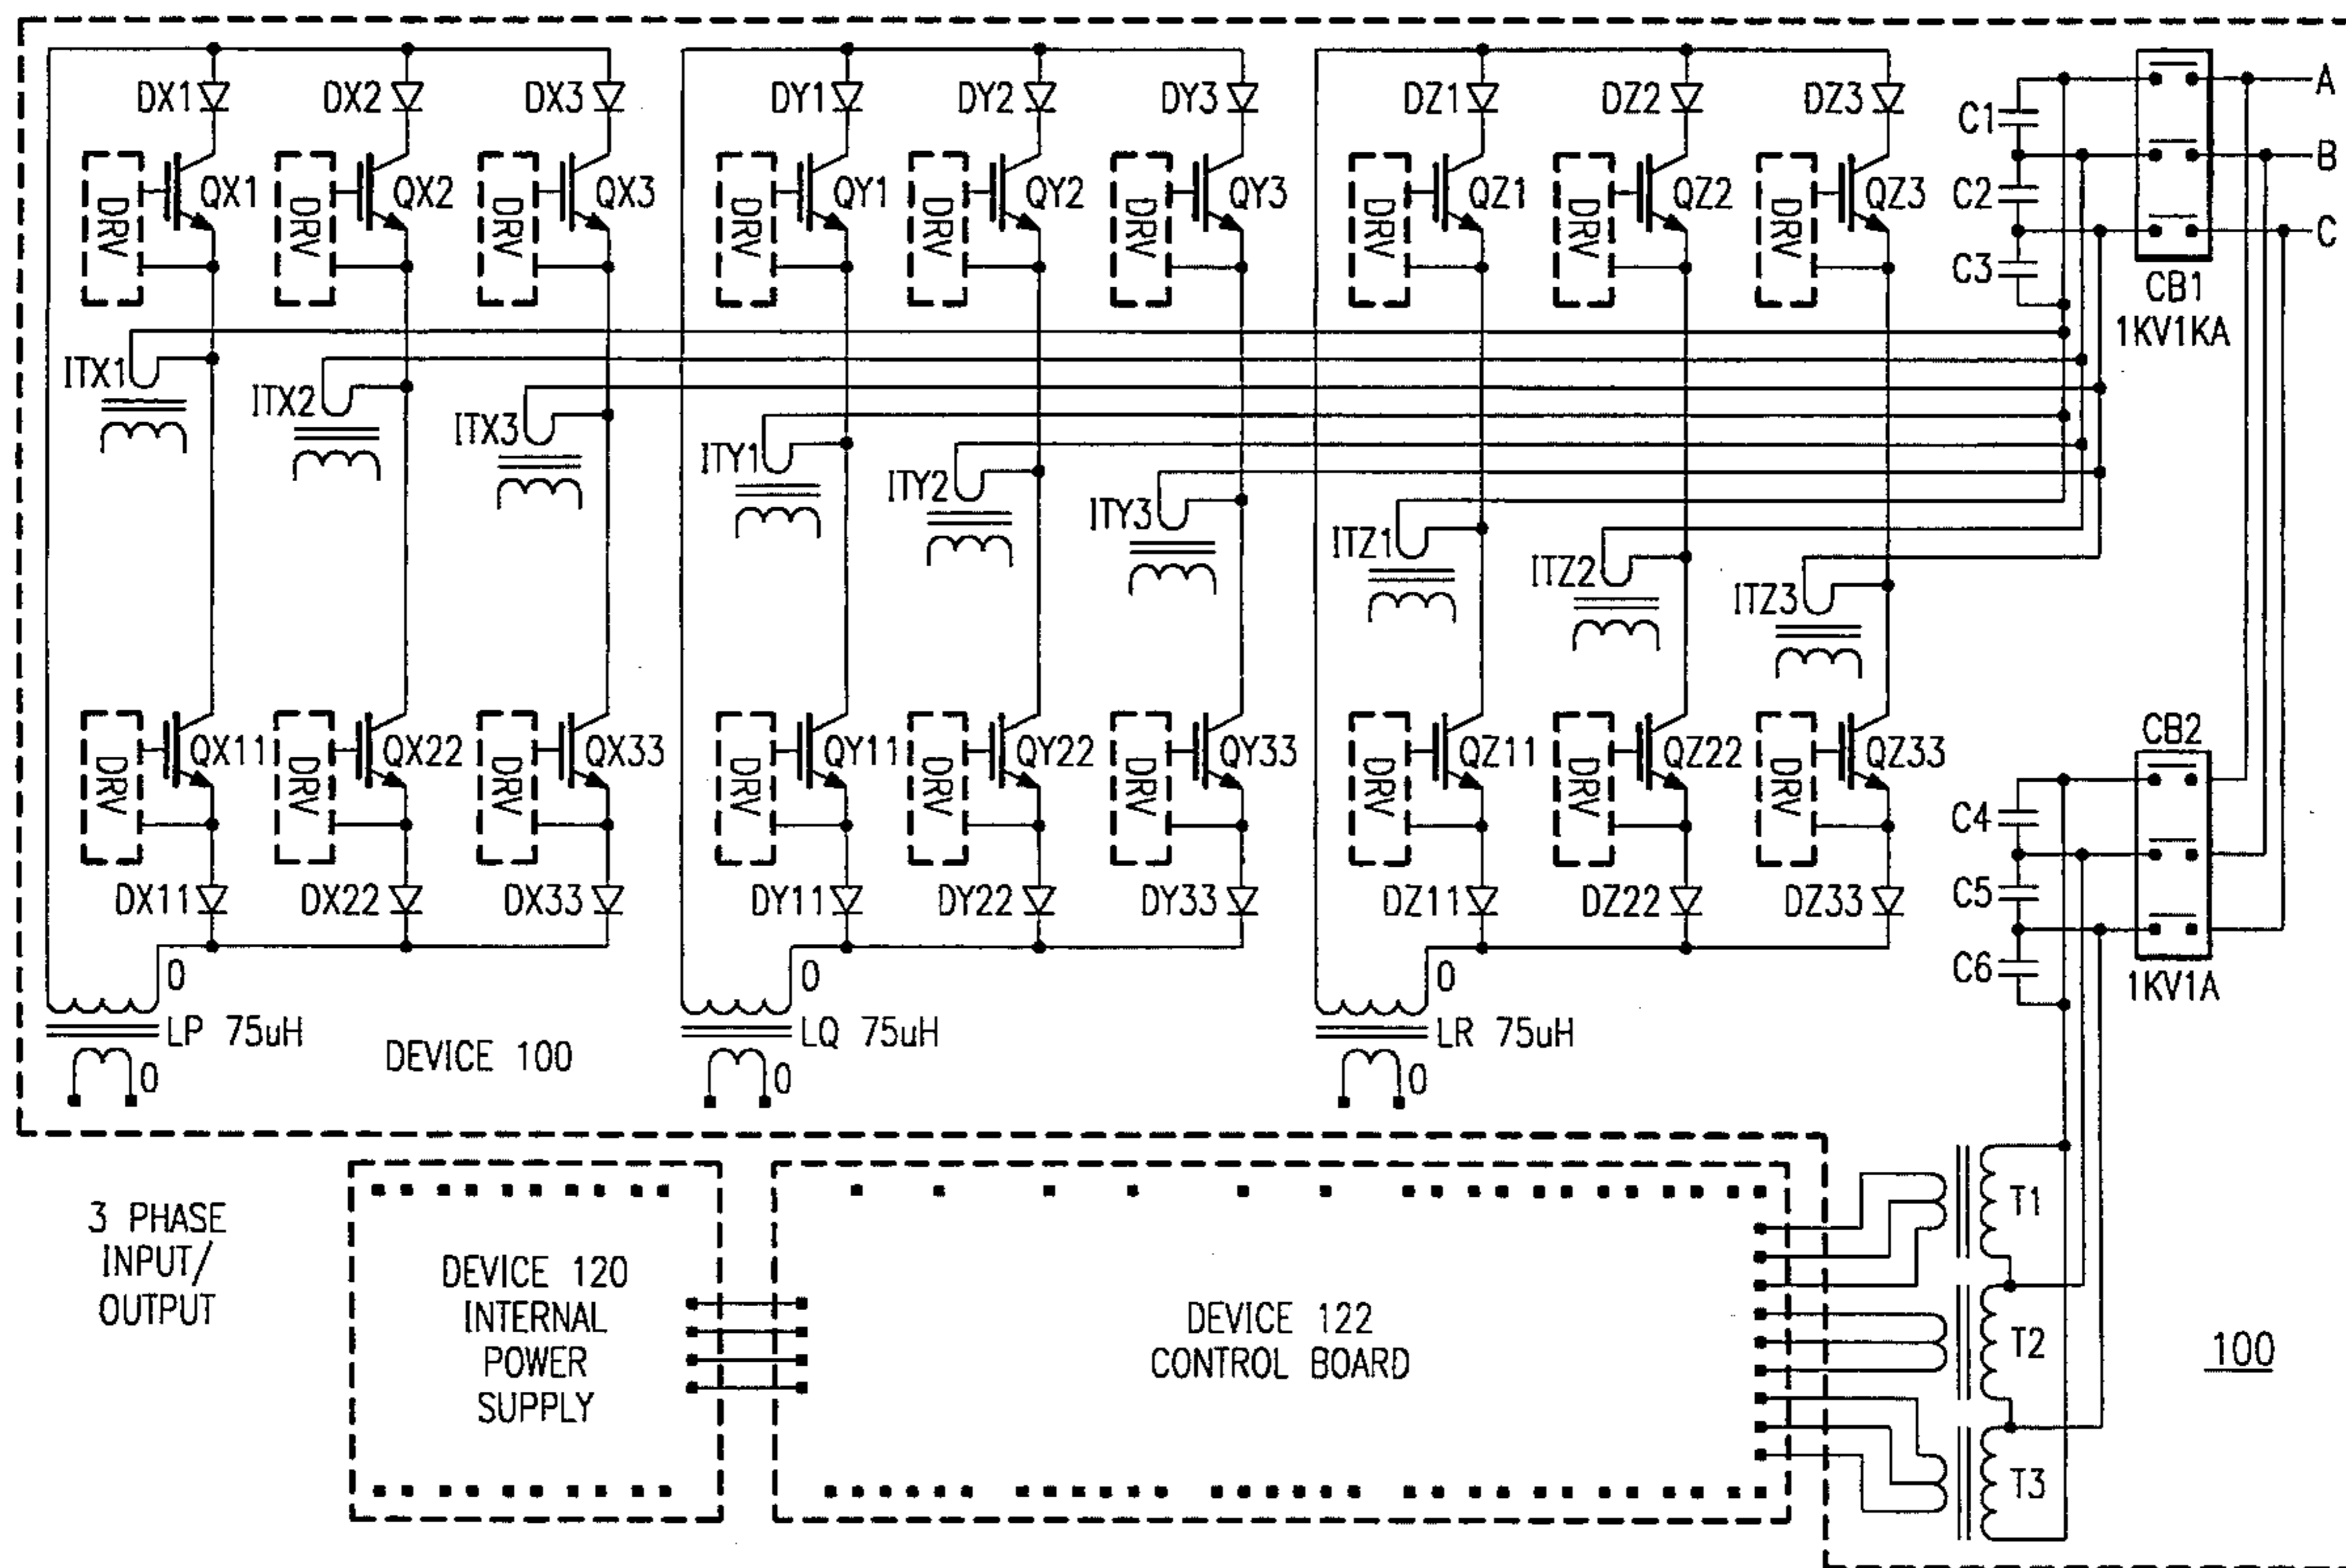 DX1 DX2 DX3 DY1 DY2 DY3 DZ1 DZ2 DZ3 A
C1
B
DRV QX1 DRV QX2 DRV QX3 DRV QY1 DRV QY2 DRV QY3 DRV QZ1 DRV QZ2 DRV QZ3 C2
C
C3 CB1
1KV1KA
ITX1
ITX2
ITX3
ITY1
ITY2
ITY3
ITZ1
ITZ2
ITZ3
CB2
DRV QX11 DRV QX22 DRV QX33 DRV QY11 DRV QY22 DRV QY33 DRV QZ11 DRV QZ22 DRV QZ33
C4
DX11 DX22 DX33 DY11 DY22 DY33 DZ11 DZ22 DZ33 C5
0 0 0 C6
1KV1A
LP 75uH LQ 75uH LR 75uH
DEVICE 100
0 0 0
3 PHASE
INPUT/
OUTPUT
DEVICE 120
INTERNAL
POWER
SUPPLY
DEVICE 122
CONTROL BOARD
T1
T2
T3
100